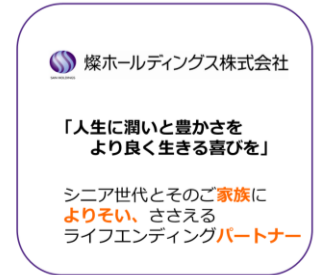 燦ホールディングス株式会社
「人生に潤いと豊かさを
より良く生きる喜びを」
シニア世代とそのご家族に
よりそい、ささえる
ライフエンディングパートナー